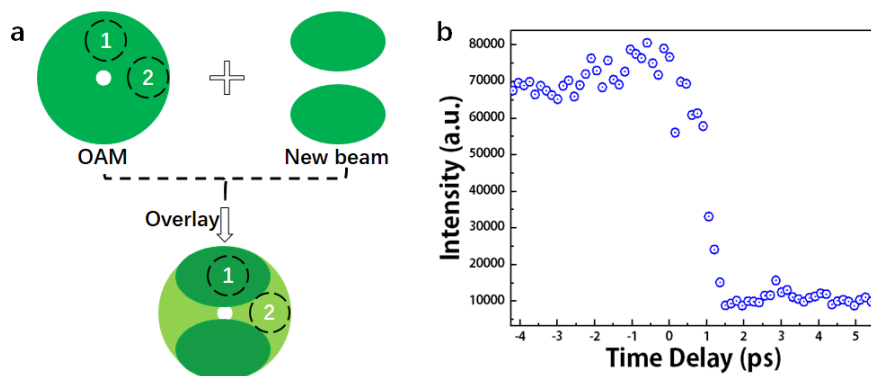 a
1
2
OAM
New beam
Overlay
1
2
b
80000
70000
60000
50000
40000
30000
20000
10000
Intensity (a.u.)
-4 -3 -2 -1 0 1 2 3 4 5
Time Delay (ps)